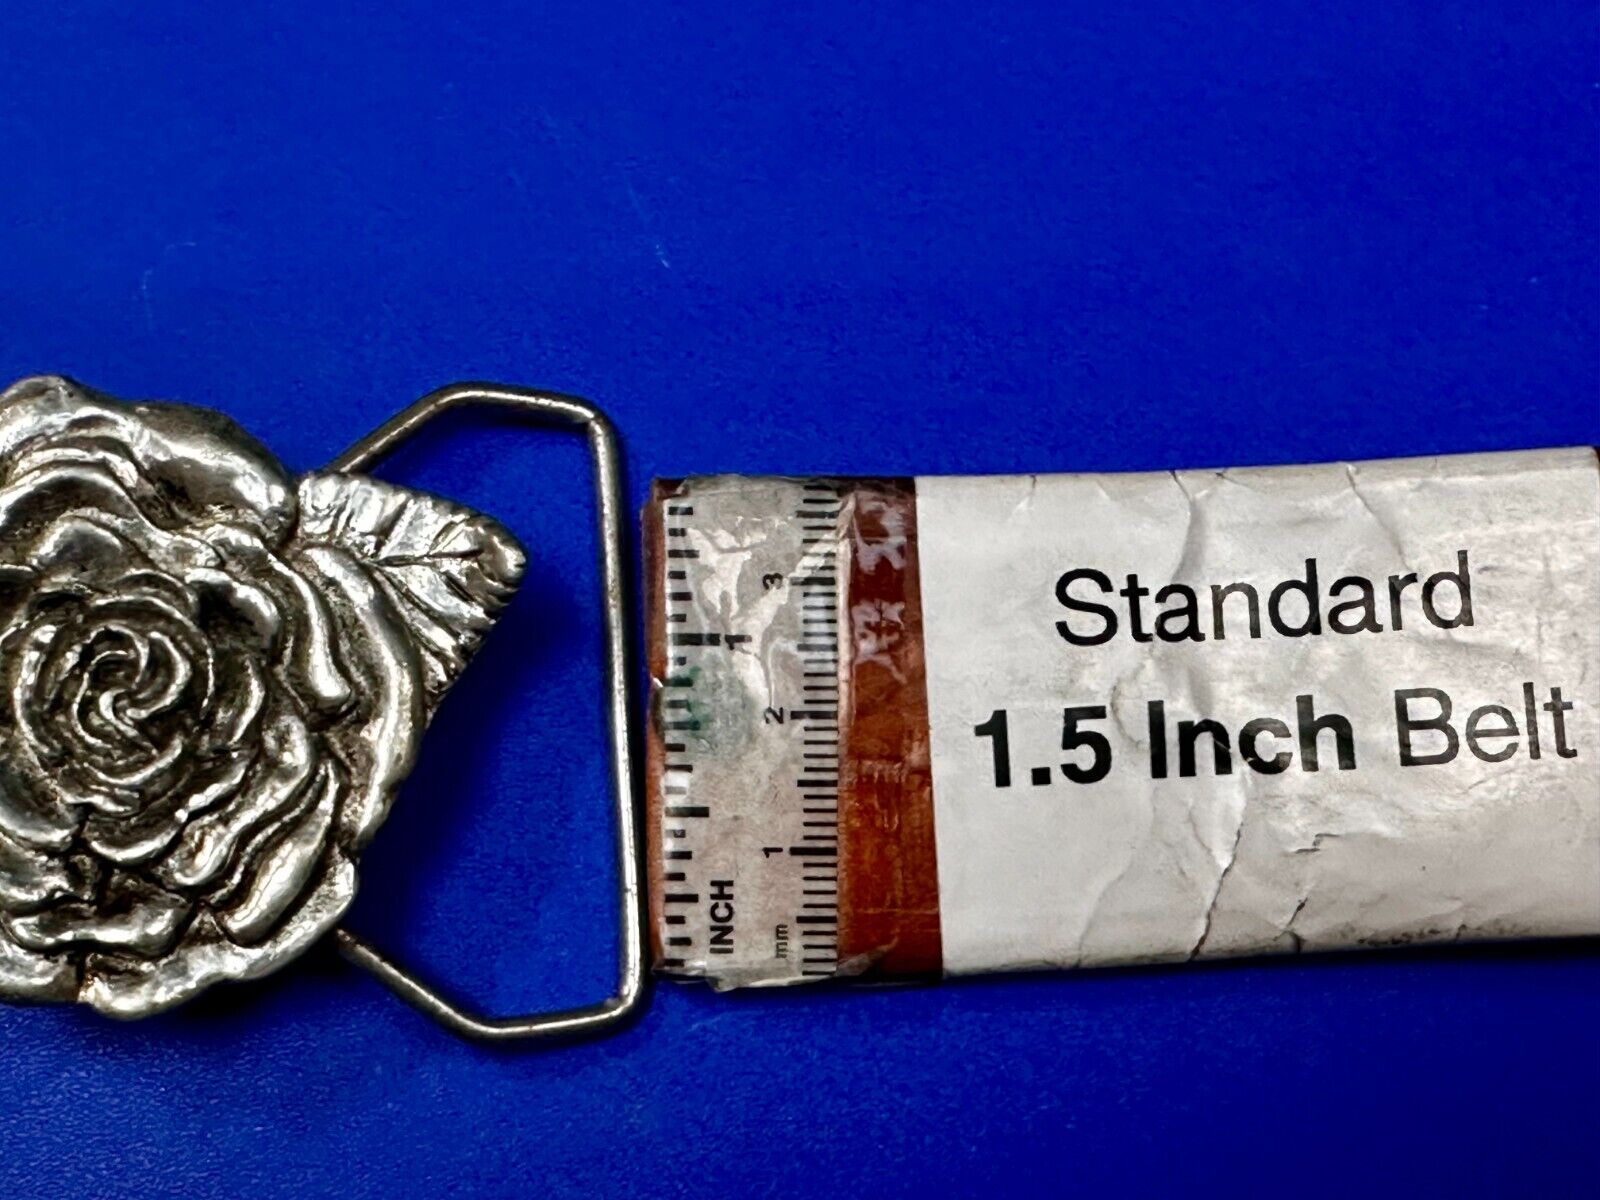 Standard
1.5 Inch Belt
INCH 1
mm 1 2 3